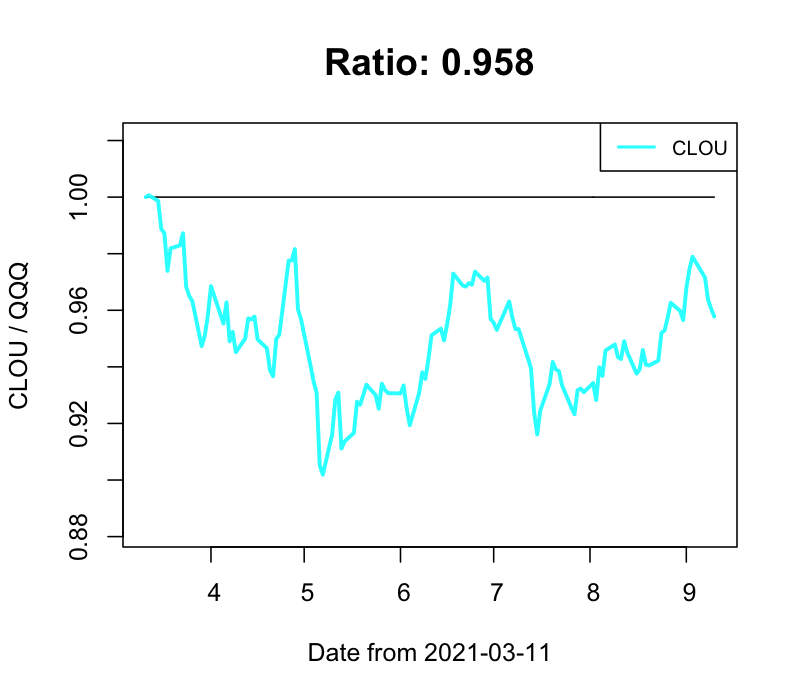 Ratio: 0.958
CLOU
CLOU / QQQ
1.00
0.96
0.92
0.88
4 5 6 7 8 9
Date from 2021-03-11